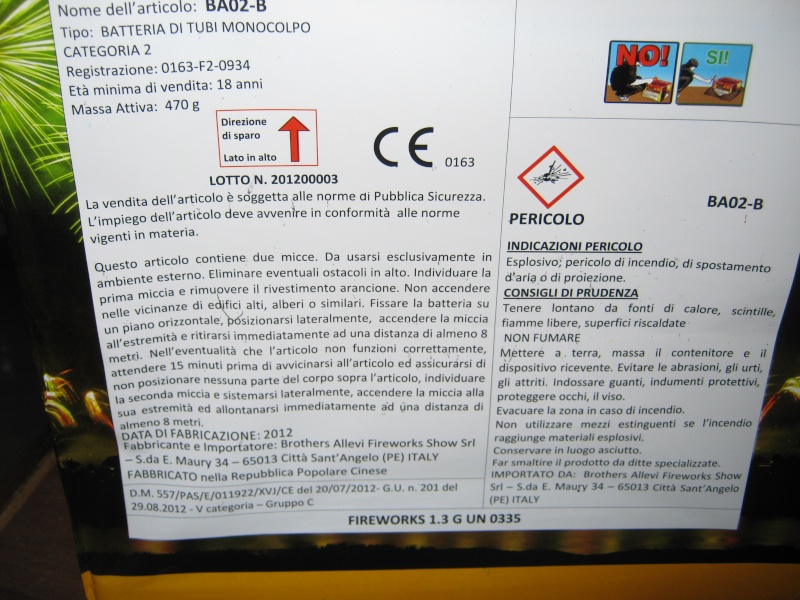 Nome dell'articolo: BA02-B
Tipo: BATTERIA DI TUBI MONOCOLPO
CATEGORIA 2
Registrazione: 0163-F2-0934
Età minima di vendita: 18 anni
Massa Attiva: 470 g
Direzione
di sparo
Lato in alto
CE 0163
LOTTO N. 201200003
La vendita dell'articolo è soggetta alle norme di Pubblica Sicurezza.
L'impiego dell'articolo deve avvenire in conformità alle norme
vigenti in materia.
Questo articolo contiene due micce. Da usarsi esclusivamente in
ambiente esterno. Eliminare eventuali ostacoli in alto. Individuare la
prima miccia e rimuovere il rivestimento arancione. Non accendere
nelle vicinanze di edifici alti, alberi o similari. Fissare la batteria su
un piano orizzontale, posizionarsi lateralmente, accendere la miccia
all'estremità e ritirarsi immediatamente ad una distanza di almeno 8
metri. Nell'eventualità che l'articolo non funzioni correttamente,
attendere 15 minuti prima di avvicinarsi all'articolo ed assicurarsi di
non posizionare nessuna parte del corpo sopra l'articolo, individuare
la seconda miccia e sistemarsi lateralmente, accendere la miccia alla
sua estremità ed allontanarsi immediatamente ad una distanza di
almeno 8 metri.
DATA DI FABBRICAZIONE: 2012
Fabbricante e Importatore: Brothers Allevi Fireworks Show Srl
– S.da E. Maury 34 – 65013 Città Sant'Angelo (PE) ITALY
FABBRICATO nella Repubblica Popolare Cinese
D.M. 557/PAS/E/011922/XVJ/CE del 20/07/2012- G.U. n. 201 del
29.08.2012 - V categoria – Gruppo C
NO!
SI!
PERICOLO
BA02-B
INDICAZIONI PERICOLO
Esplosivo; pericolo di incendio, di spostamento
d'aria o di proiezione.
CONSIGLI DI PRUDENZA
Tenere lontano da fonti di calore, scintille,
fiamme libere, superfici riscaldate
NON FUMARE
Mettere a terra, massa il contenitore e il
dispositivo ricevente. Evitare le abrasioni, gli urti,
gli attriti. Indossare guanti, indumenti protettivi,
proteggere occhi, il viso.
Evacuare la zona in caso di incendio.
Non utilizzare mezzi estinguenti se l'incendio
raggiunge materiali esplosivi.
Conservare in luogo asciutto.
Far smaltire il prodotto da ditte specializzate.
IMPORTATO DA: Brothers Allevi Fireworks Show
Srl – S.da E. Maury 34 – 65013 Città Sant'Angelo
(PE) ITALY
FIREWORKS 1.3 G UN 0335